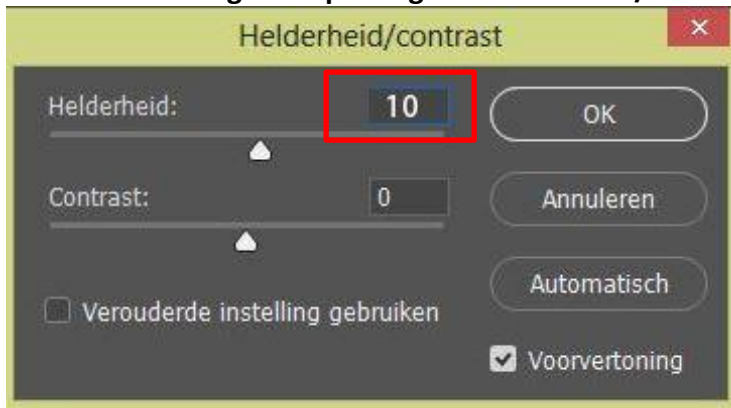 Helderheid/contrast
Helderheid: 10
OK
Contrast: 0
Annuleren
Automatisch
Verouderde instelling gebruiken
Voorvertoning